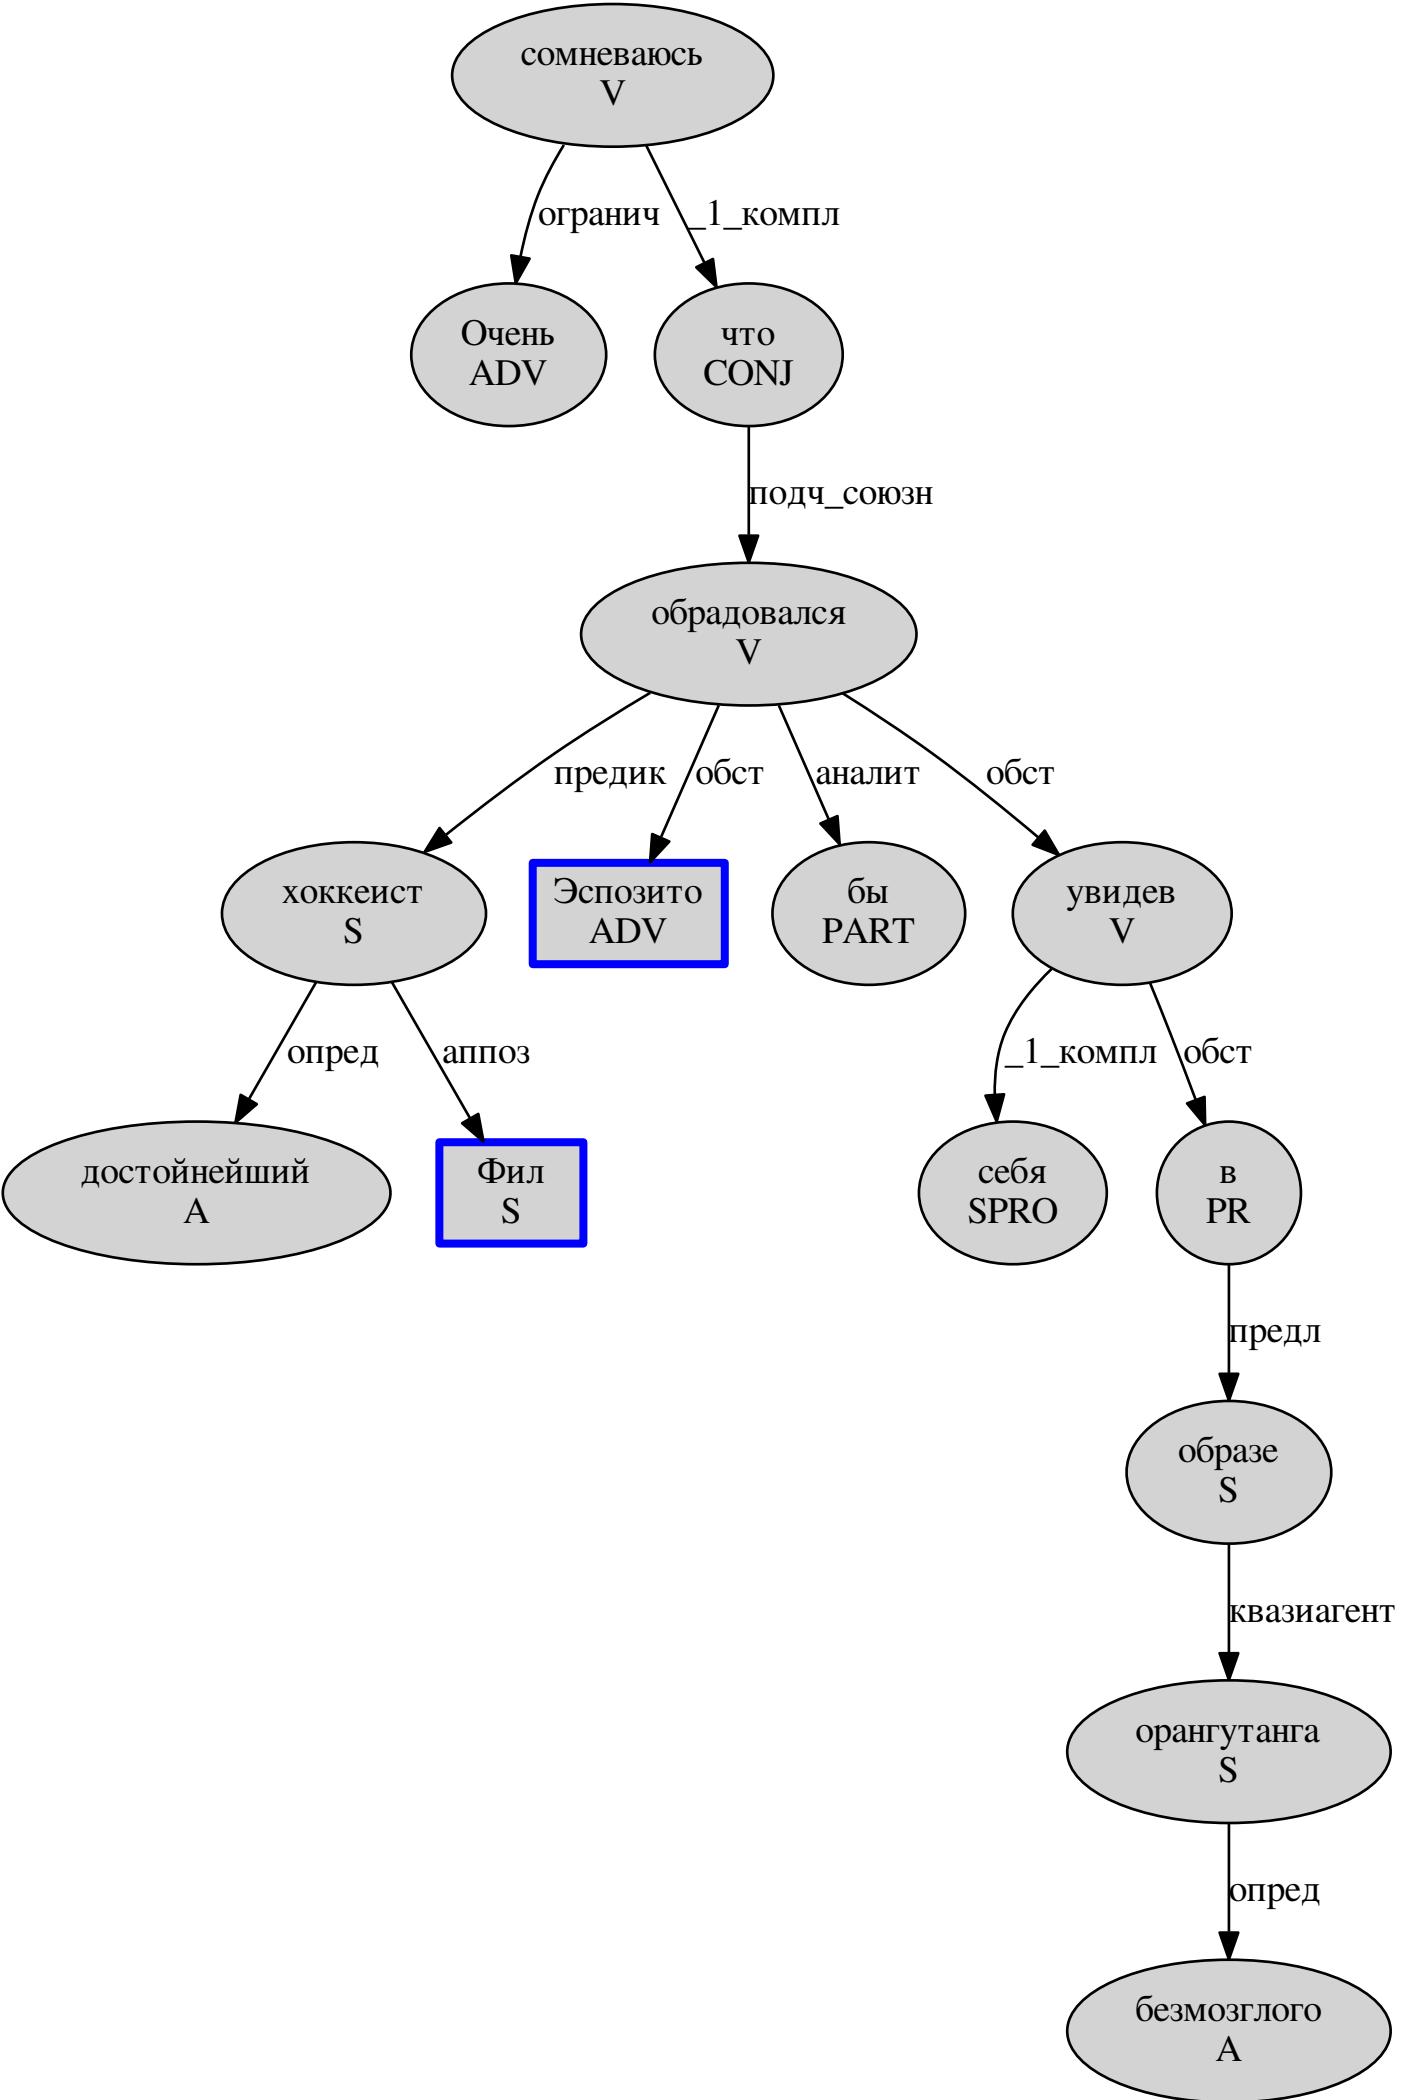 сомневаюсь
V
огранич
_1_компл
Очень
ADV
что
CONJ
подч_союзн
обрадовался
V
предик
обст
аналит
обст
хоккеист
S
Эспозито
ADV
бы
PART
увидев
V
опред
аппоз
_1_компл
обст
достойнейший
A
Фил
S
себя
SPRO
в
PR
предл
образе
S
квазиагент
орангутанга
S
опред
безмозглого
A